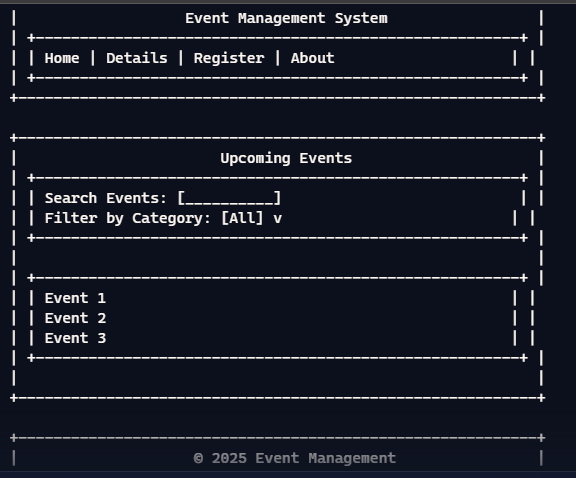 Event Management System
Home | Details | Register | About
Upcoming Events
Search Events: [__________]
Filter by Category: [All] v
Event 1
Event 2
Event 3
© 2025 Event Management